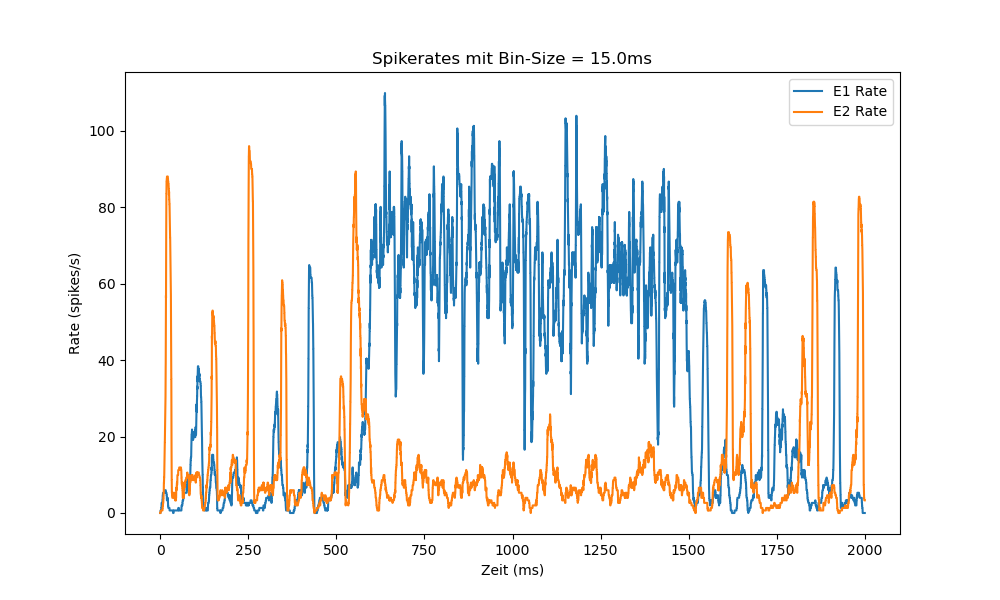 Spikerates mit Bin-Size = 15.0ms
E1 Rate
E2 Rate
Rate (spikes/s)
100
80
60
40
20
0
0 250 500 750 1000 1250 1500 1750 2000
Zeit (ms)